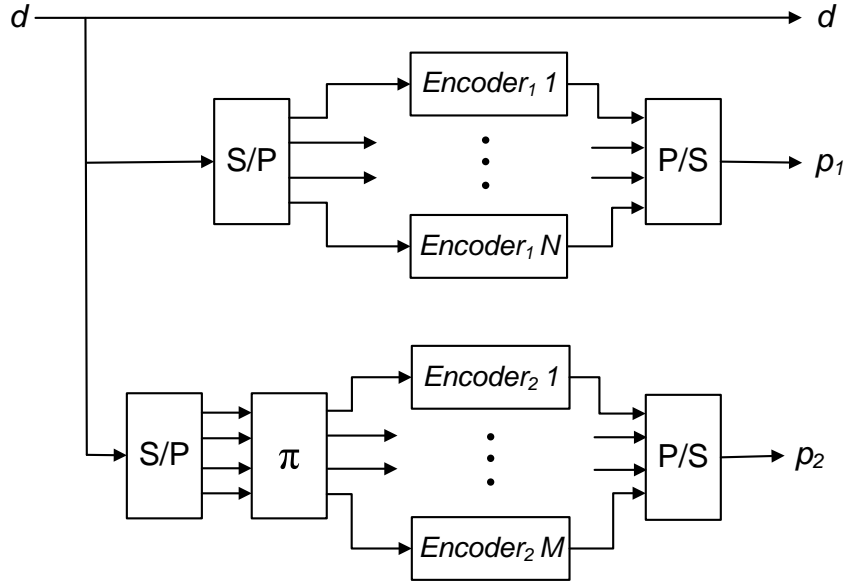 d d
Encoder₁ 1
S/P P/S p₁
Encoder₁ N
Encoder₂ 1
S/P π P/S p₂
Encoder₂ M